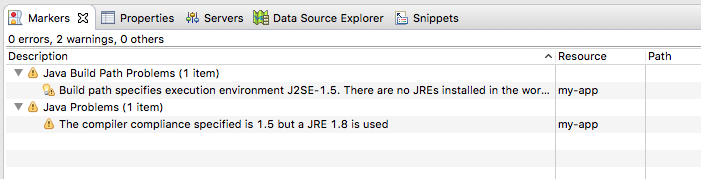 Markers Properties Servers Data Source Explorer Snippets
0 errors, 2 warnings, 0 others
Description Resource Path
Java Build Path Problems (1 item)
Build path specifies execution environment J2SE-1.5. There are no JREs installed in the wor... my-app
Java Problems (1 item)
The compiler compliance specified is 1.5 but a JRE 1.8 is used my-app